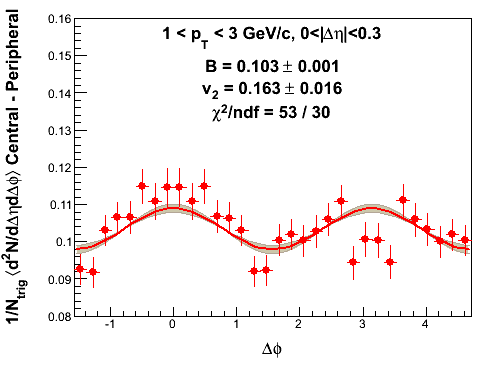 1 < p_T < 3 GeV/c, 0<|Δη|<0.3
B = 0.103 ± 0.001
v₂ = 0.163 ± 0.016
χ²/ndf = 53 / 30
1/N_trig ⟨d²N/dΔηdΔϕ⟩ Central - Peripheral
0.16
0.15
0.14
0.13
0.12
0.11
0.1
0.09
0.08
-1 0 1 2 3 4
Δϕ